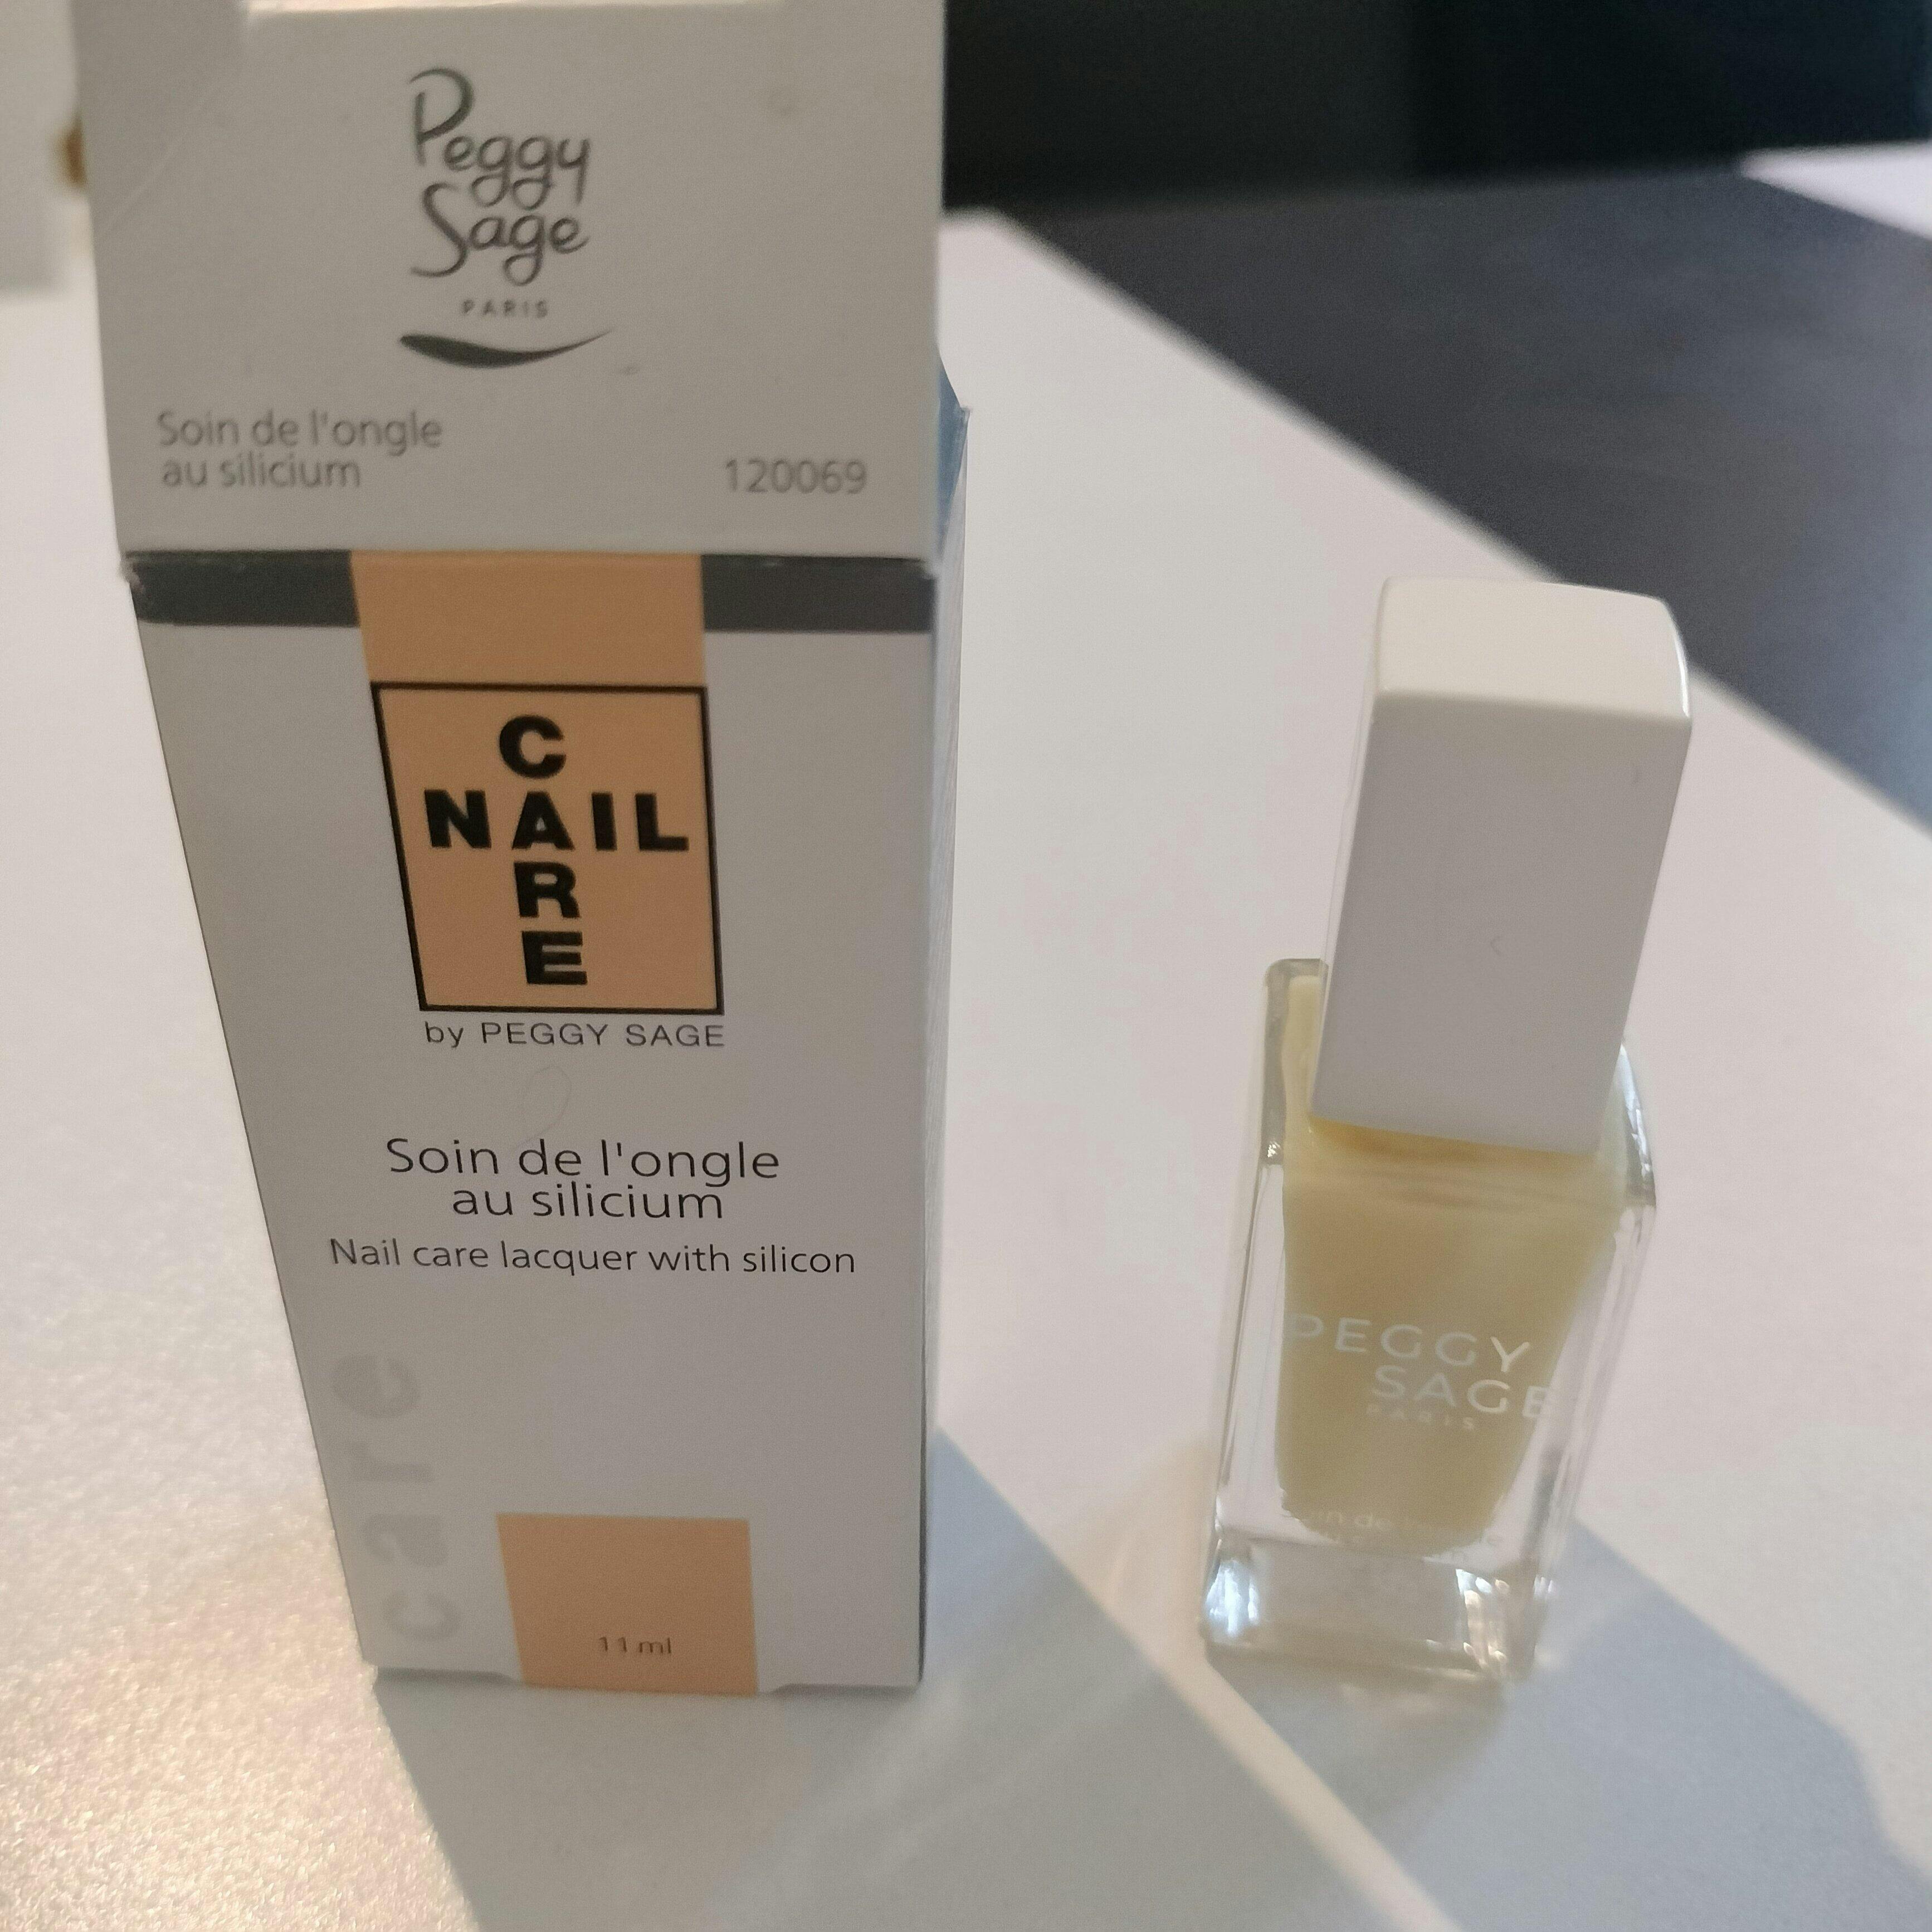 Peggy
Sage
PARIS
Soin de l'ongle
au silicium
120069
C
NAIL
R
E
by PEGGY SAGE
Soin de l'ongle
au silicium
Nail care lacquer with silicon
care
11 ml
PEGGY
SAGE
PARIS